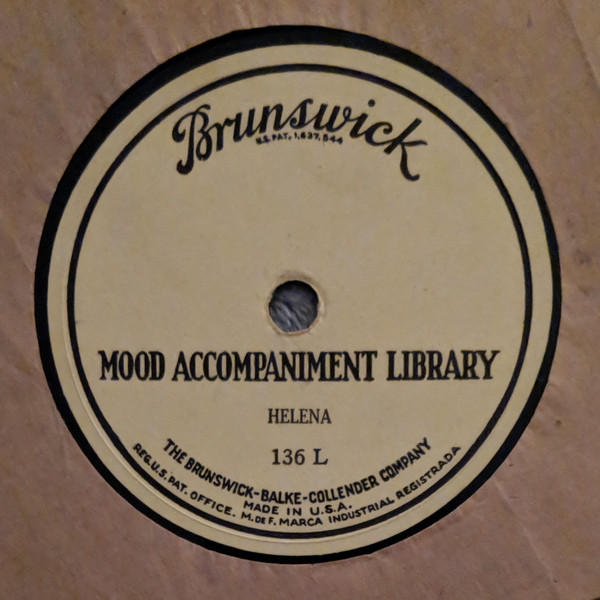 Brunswick
U.S. PAT. 1,637,544
MOOD ACCOMPANIMENT LIBRARY
HELENA
136 L
THE BRUNSWICK-BALKE-COLLENDER COMPANY
MADE IN U.S.A.
REG. U.S. PAT. OFFICE. M. DE F. MARCA INDUSTRIAL REGISTRADA